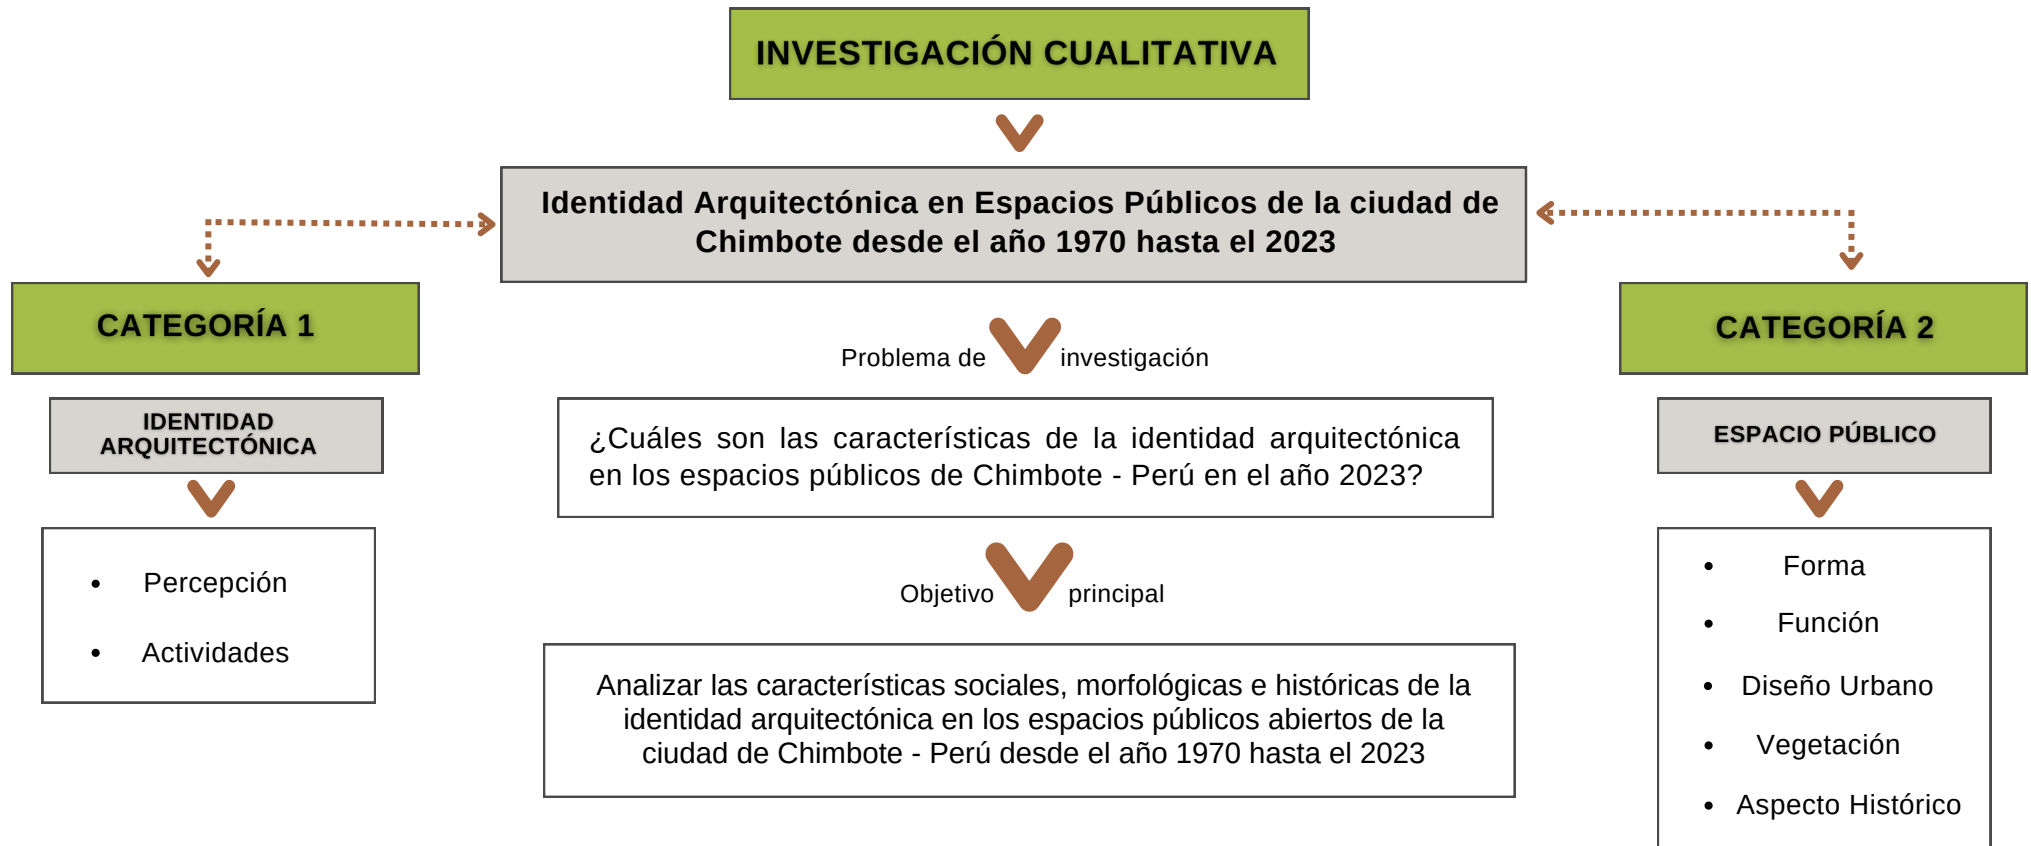 INVESTIGACIÓN CUALITATIVA
Identidad Arquitectónica en Espacios Públicos de la ciudad de
Chimbote desde el año 1970 hasta el 2023
CATEGORÍA 1
IDENTIDAD
ARQUITECTÓNICA
• Percepción
• Actividades
Problema de investigación
¿Cuáles son las características de la identidad arquitectónica
en los espacios públicos de Chimbote - Perú en el año 2023?
Objetivo principal
Analizar las características sociales, morfológicas e históricas de la
identidad arquitectónica en los espacios públicos abiertos de la
ciudad de Chimbote - Perú desde el año 1970 hasta el 2023
CATEGORÍA 2
ESPACIO PÚBLICO
• Forma
• Función
• Diseño Urbano
• Vegetación
• Aspecto Histórico